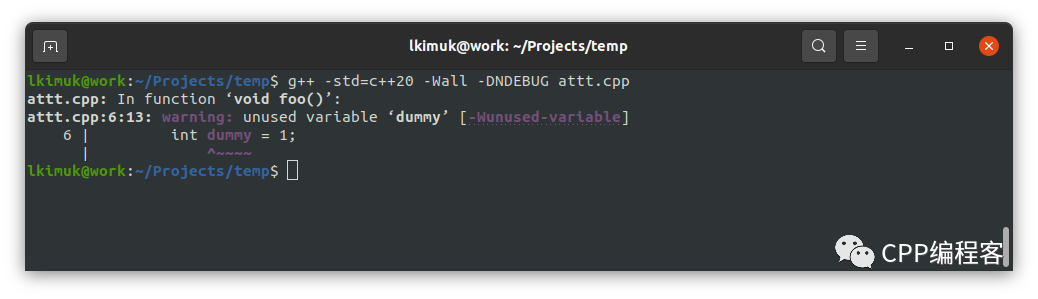 lkimuk@work: ~/Projects/temp
lkimuk@work:~/Projects/temp$ g++ -std=c++20 -Wall -DNDEBUG attt.cpp
attt.cpp: In function ‘void foo()’:
attt.cpp:6:13: warning: unused variable ‘dummy’ [-Wunused-variable]
    6 |         int dummy = 1;
      |             ^~~~~
lkimuk@work:~/Projects/temp$
CPP编程客